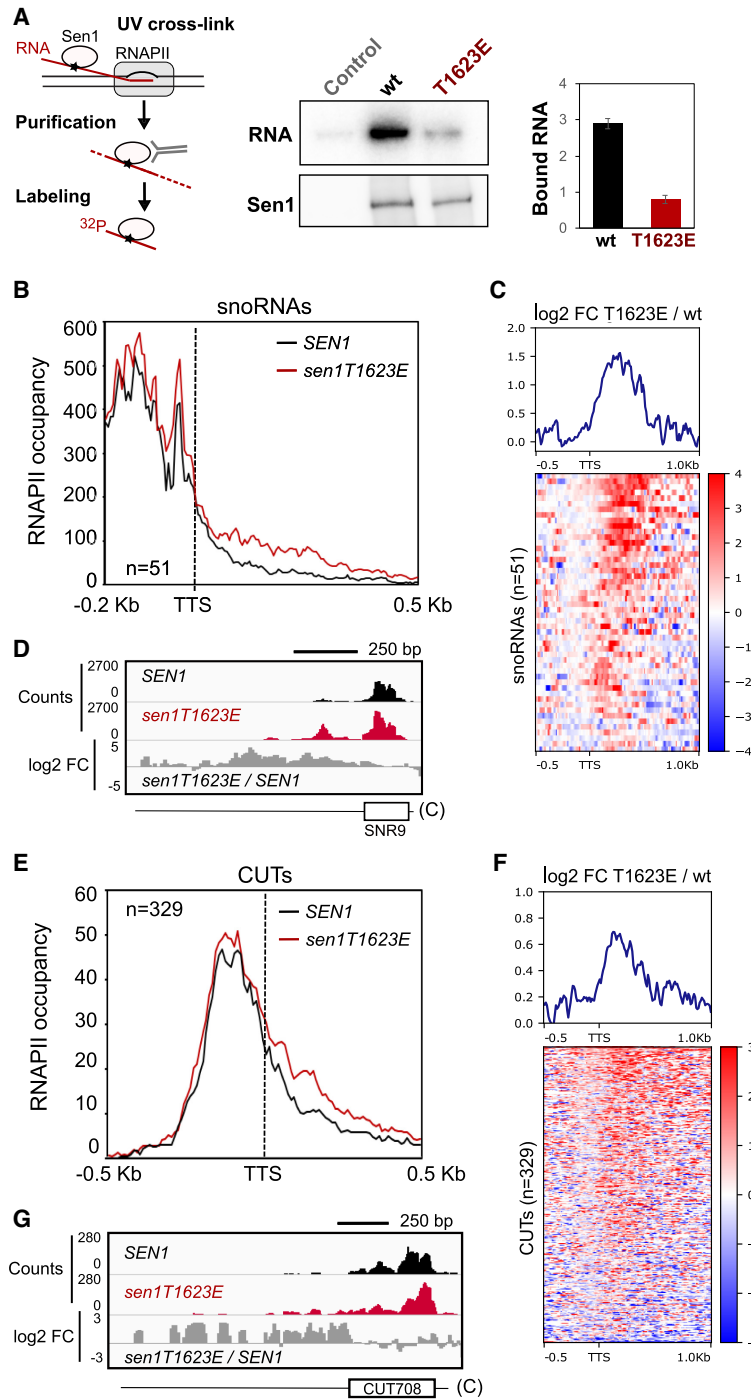 A
UV cross-link
Sen1
RNA
RNAPII
Purification
Labeling
32P
Control
wt
T1623E
RNA
Sen1
Bound RNA
4
3
2
1
0
wt
T1623E
B
snoRNAs
RNAPII occupancy
600
500
400
300
200
100
0
SEN1
sen1T1623E
n=51
-0.2 Kb
TTS
0.5 Kb
C
log2 FC T1623E / wt
2.0
1.5
1.0
0.5
0.0
-0.5
TTS
1.0Kb
snoRNAs (n=51)
4
3
2
1
0
−1
−2
−3
−4
-0.5
TTS
1.0Kb
D
250 bp
Counts
2700
0
SEN1
2700
0
sen1T1623E
log2 FC
5
-5
sen1T1623E / SEN1
(C)
SNR9
E
CUTs
RNAPII occupancy
60
50
40
30
20
10
0
n=329
SEN1
sen1T1623E
-0.5 Kb
TTS
0.5 Kb
F
log2 FC T1623E / wt
1.0
0.8
0.6
0.4
0.2
0.0
-0.5
TTS
1.0Kb
CUTs (n=329)
3
2
1
0
-0.5
TTS
1.0Kb
G
250 bp
Counts
280
0
SEN1
280
0
sen1T1623E
log2 FC
3
-3
sen1T1623E / SEN1
(C)
CUT708